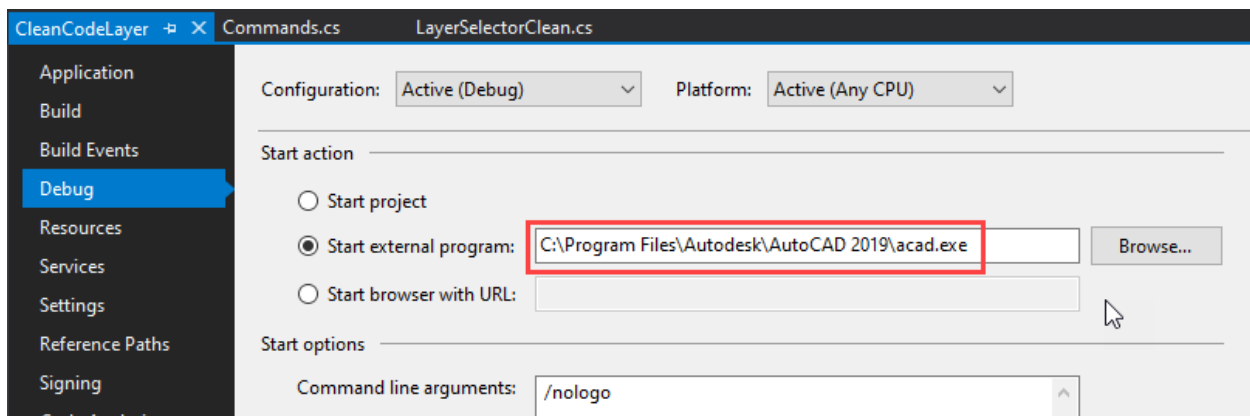 CleanCodeLayer Commands.cs LayerSelectorClean.cs
Application
Configuration: Active (Debug) Platform: Active (Any CPU)
Build
Build Events
Start action
Debug
Start project
Resources
Start external program: C:\Program Files\Autodesk\AutoCAD 2019\acad.exe Browse...
Services
Start browser with URL:
Settings
Reference Paths
Start options
Signing
Command line arguments: /nologo